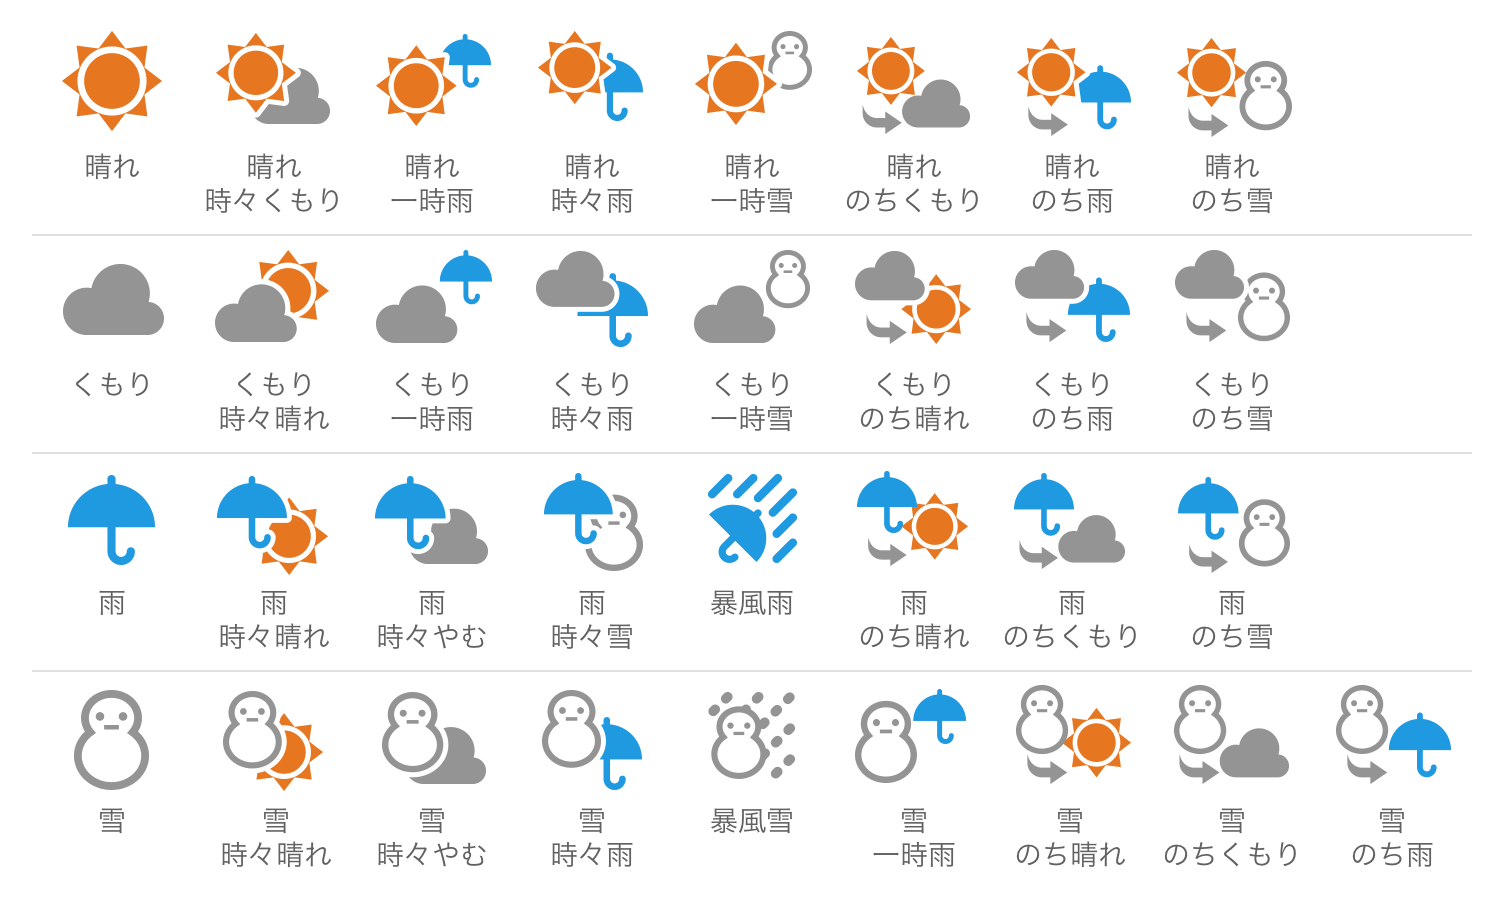 晴れ
晴れ
時々くもり
晴れ
一時雨
晴れ
時々雨
晴れ
一時雪
晴れ
のちくもり
晴れ
のち雨
晴れ
のち雪
くもり
くもり
時々晴れ
くもり
一時雨
くもり
時々雨
くもり
一時雪
くもり
のち晴れ
くもり
のち雨
くもり
のち雪
雨
雨
時々晴れ
雨
時々やむ
雨
時々雪
暴風雨
雨
のち晴れ
雨
のちくもり
雨
のち雪
雪
雪
時々晴れ
雪
時々やむ
雪
時々雨
暴風雪
雪
一時雨
雪
のち晴れ
雪
のちくもり
雪
のち雨